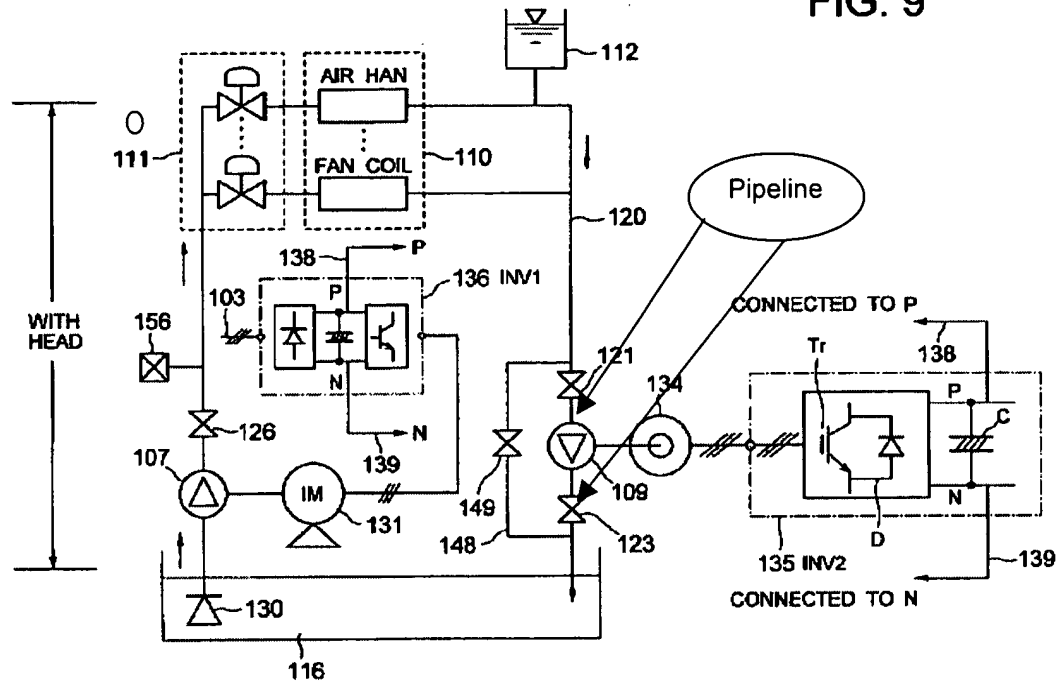 FIG. 9
112
AIR HAN
O
111
110
FAN COIL
Pipeline
120
138
P
136 INV1
103
P
CONNECTED TO P
WITH
HEAD
156
138
Tr
121
134
P
C
N
126
N
139
107
IM
149
109
N
131
148
123
D
135 INV2
139
130
CONNECTED TO N
116